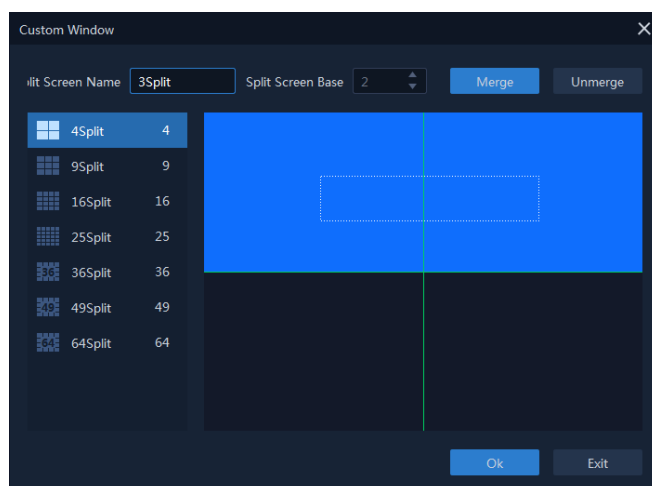 Custom Window
lit Screen Name 3Split Split Screen Base 2 Merge Unmerge
4Split 4
9Split 9
16Split 16
25Split 25
36 36Split 36
49 49Split 49
64 64Split 64
Ok Exit